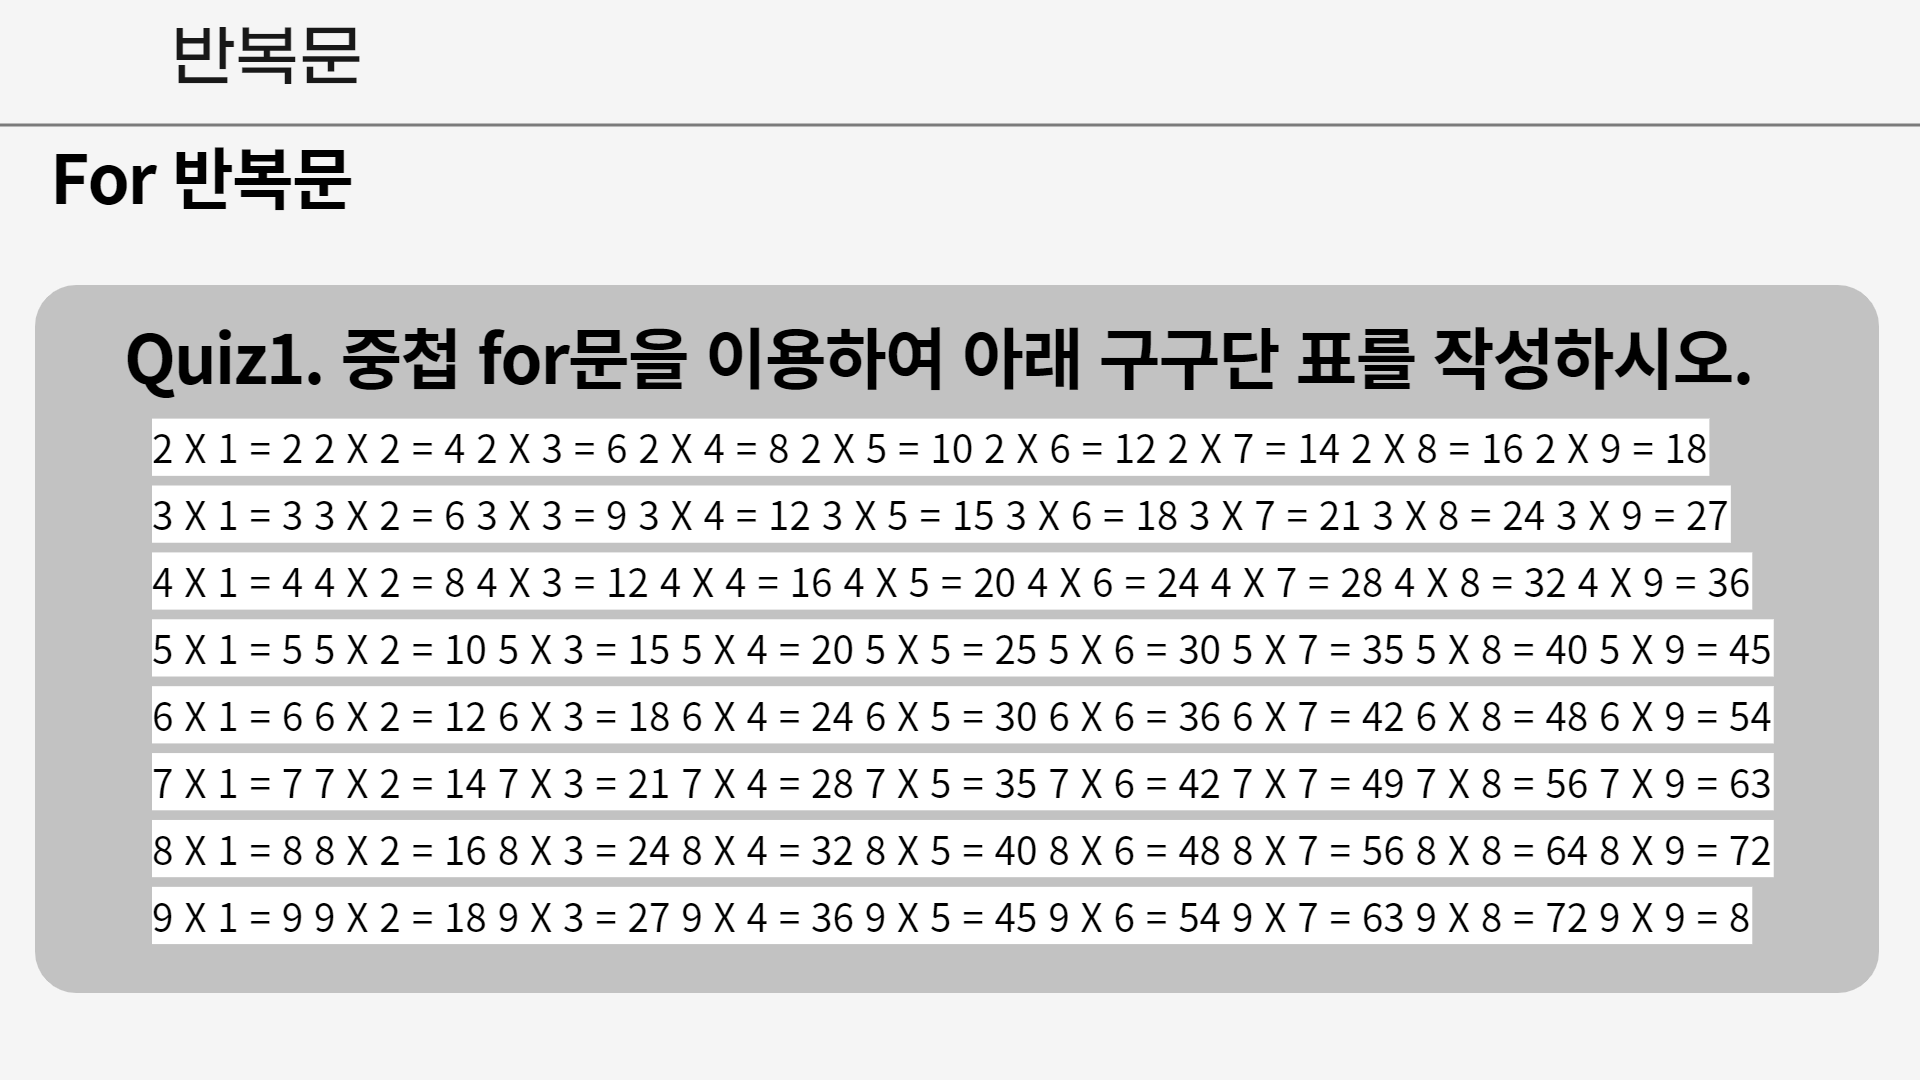 반복문
For 반복문
Quiz1. 중첩 for문을 이용하여 아래 구구단 표를 작성하시오.
2 X 1 = 2 2 X 2 = 4 2 X 3 = 6 2 X 4 = 8 2 X 5 = 10 2 X 6 = 12 2 X 7 = 14 2 X 8 = 16 2 X 9 = 18
3 X 1 = 3 3 X 2 = 6 3 X 3 = 9 3 X 4 = 12 3 X 5 = 15 3 X 6 = 18 3 X 7 = 21 3 X 8 = 24 3 X 9 = 27
4 X 1 = 4 4 X 2 = 8 4 X 3 = 12 4 X 4 = 16 4 X 5 = 20 4 X 6 = 24 4 X 7 = 28 4 X 8 = 32 4 X 9 = 36
5 X 1 = 5 5 X 2 = 10 5 X 3 = 15 5 X 4 = 20 5 X 5 = 25 5 X 6 = 30 5 X 7 = 35 5 X 8 = 40 5 X 9 = 45
6 X 1 = 6 6 X 2 = 12 6 X 3 = 18 6 X 4 = 24 6 X 5 = 30 6 X 6 = 36 6 X 7 = 42 6 X 8 = 48 6 X 9 = 54
7 X 1 = 7 7 X 2 = 14 7 X 3 = 21 7 X 4 = 28 7 X 5 = 35 7 X 6 = 42 7 X 7 = 49 7 X 8 = 56 7 X 9 = 63
8 X 1 = 8 8 X 2 = 16 8 X 3 = 24 8 X 4 = 32 8 X 5 = 40 8 X 6 = 48 8 X 7 = 56 8 X 8 = 64 8 X 9 = 72
9 X 1 = 9 9 X 2 = 18 9 X 3 = 27 9 X 4 = 36 9 X 5 = 45 9 X 6 = 54 9 X 7 = 63 9 X 8 = 72 9 X 9 = 8